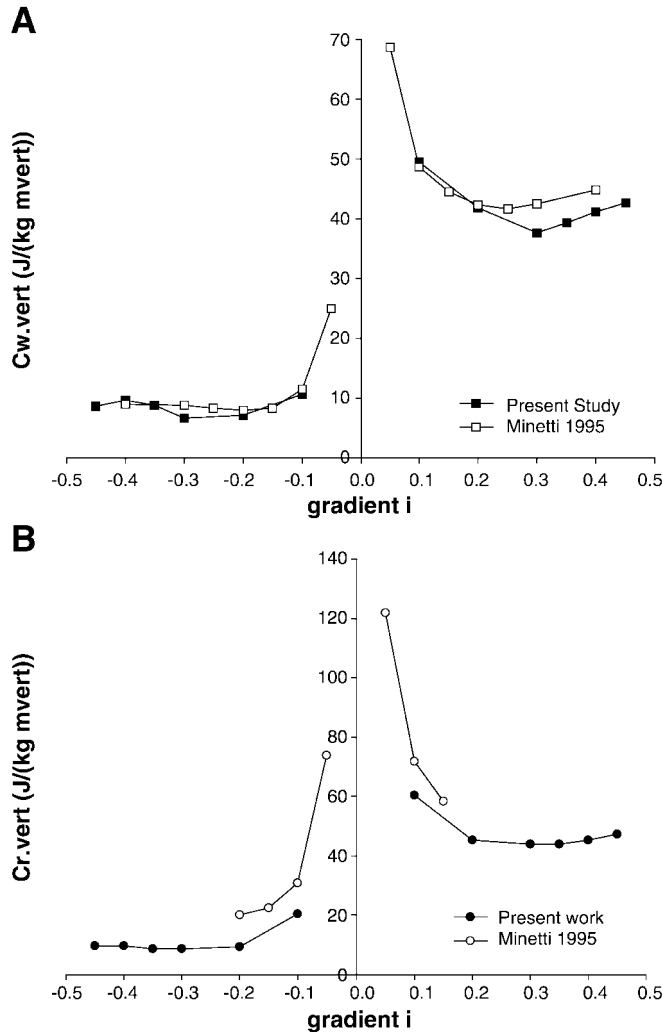 A
Cw.vert (J/(kg mvert))
70
60
50
40
30
20
10
0
Present Study
Minetti 1995
-0.5 -0.4 -0.3 -0.2 -0.1 0.0 0.1 0.2 0.3 0.4 0.5
gradient i
B
Cr.vert (J/(kg mvert))
140
120
100
80
60
40
20
0
Present work
Minetti 1995
-0.5 -0.4 -0.3 -0.2 -0.1 0.0 0.1 0.2 0.3 0.4 0.5
gradient i